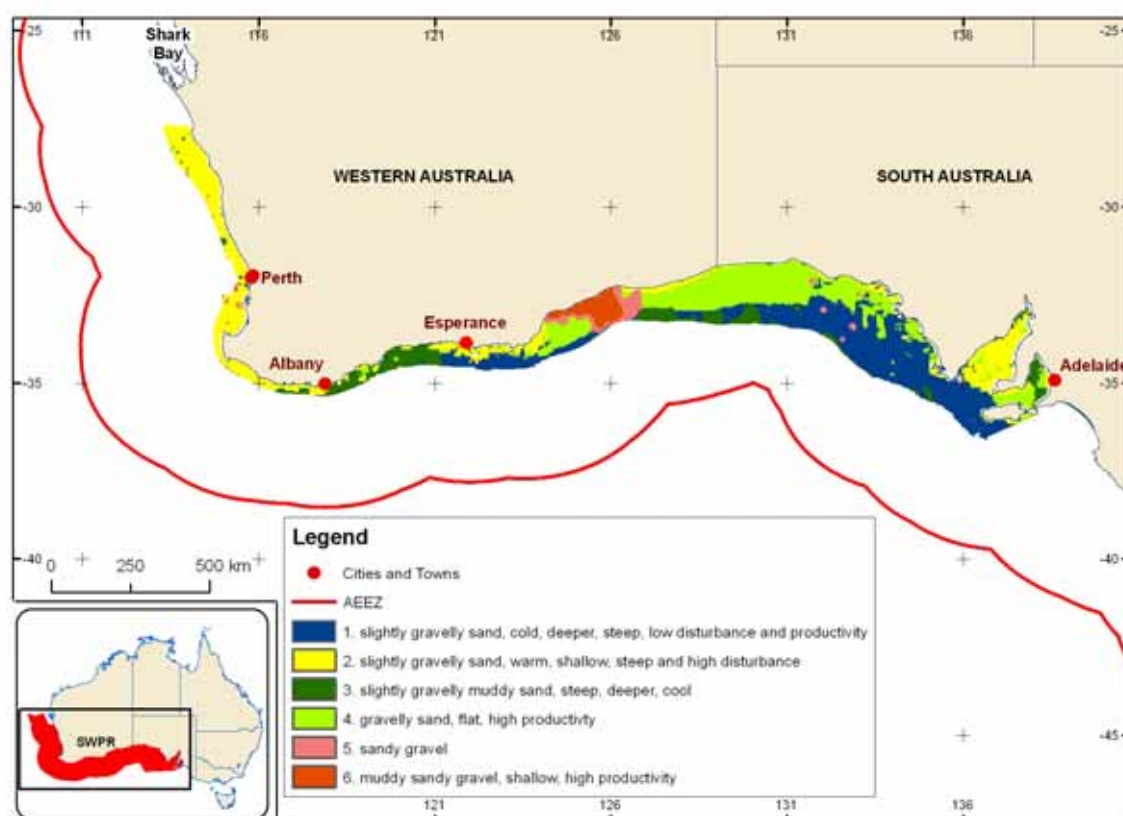 -25
111
116
121
126
131
136
-25
Shark
Bay
WESTERN AUSTRALIA
SOUTH AUSTRALIA
-30
-30
Perth
Esperance
Albany
Adelaide
-35
-35
-40
-40
0 250 500 km
-45
121
126
131
136
SWPR
Legend
Cities and Towns
AEEZ
1. slightly gravelly sand, cold, deeper, steep, low disturbance and productivity
2. slightly gravelly sand, warm, shallow, steep and high disturbance
3. slightly gravelly muddy sand, steep, deeper, cool
4. gravelly sand, flat, high productivity
5. sandy gravel
6. muddy sandy gravel, shallow, high productivity